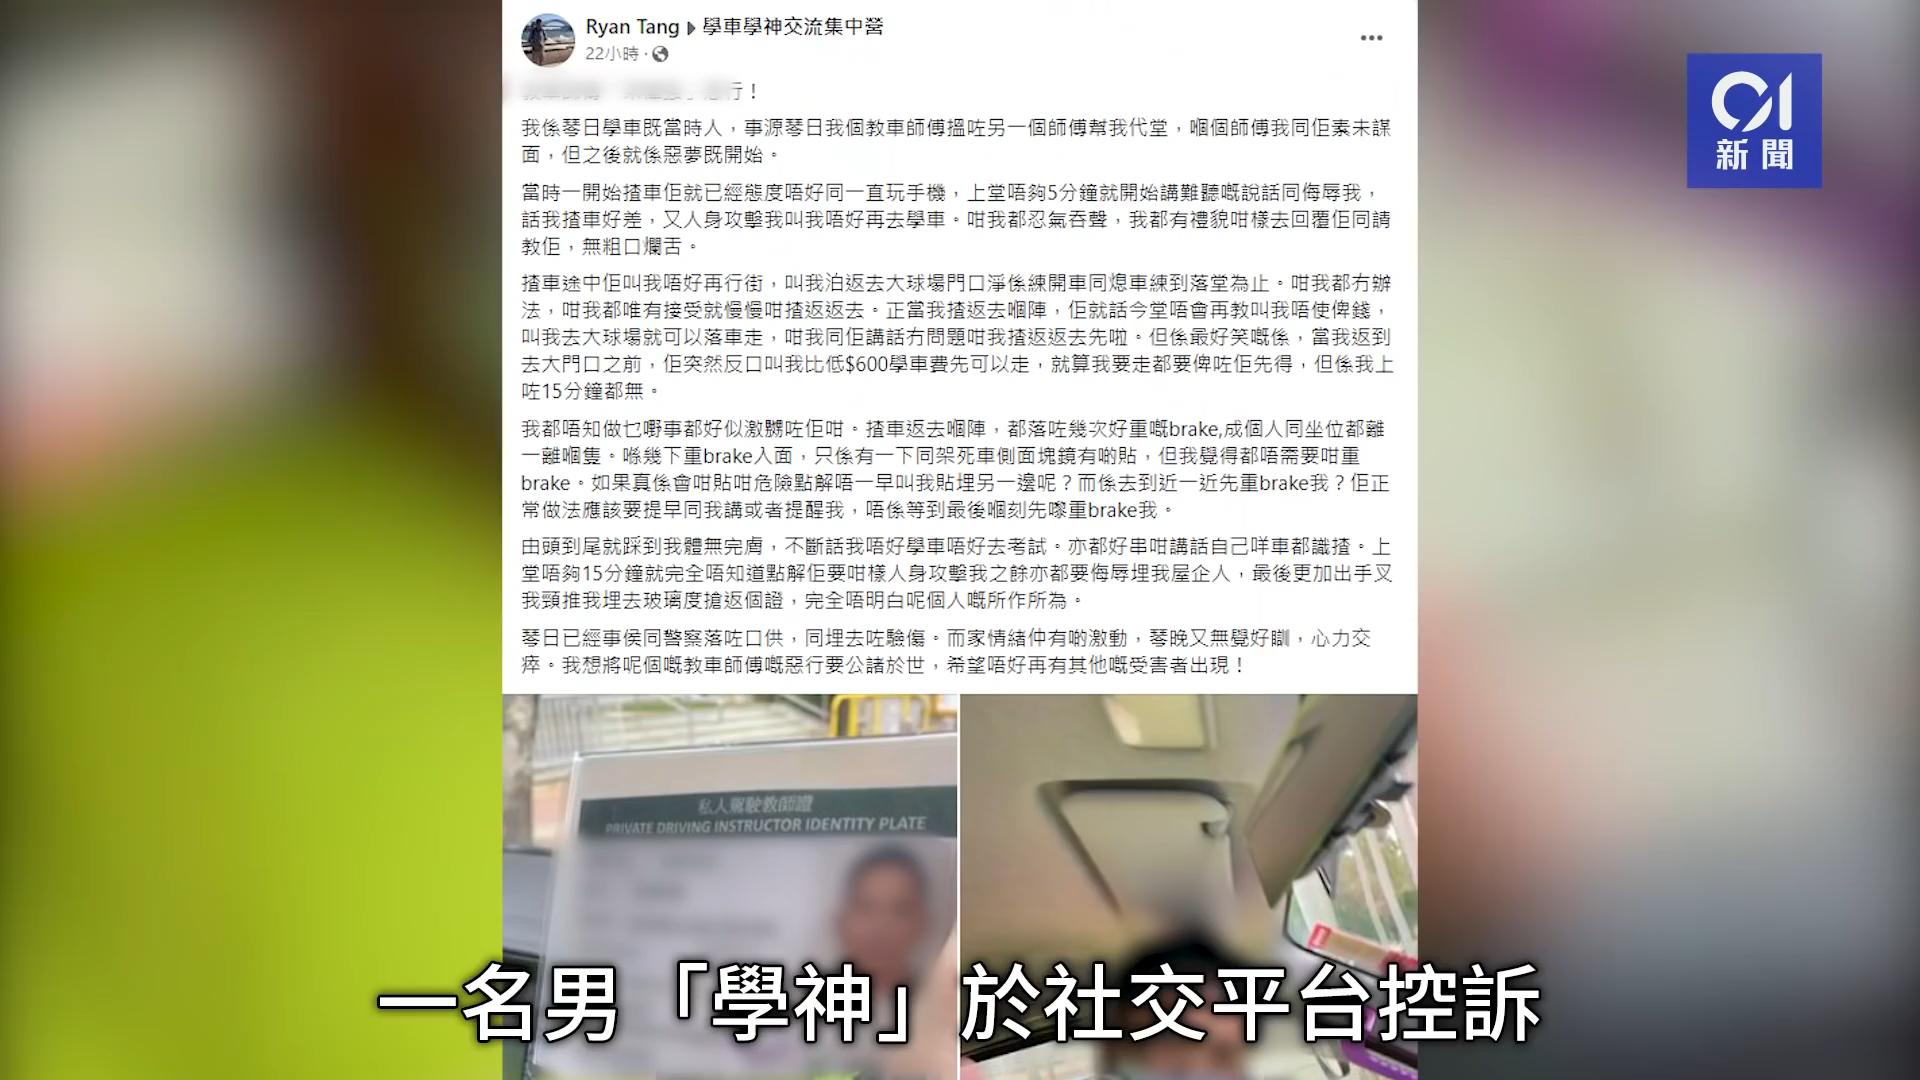 Ryan Tang ▸ 學車學神交流集中營
22小時 ·
行！
我係琴日學車既當時人，事源琴日我個教車師傅搵咗另一個師傅幫我代堂，嗰個師傅我同佢素未謀
面，但之後就係惡夢既開始。
當時一開始揸車佢就已經態度唔好同一直玩手機，上堂唔夠5分鐘就開始講難聽嘅說話同侮辱我，
話我揸車好差，又人身攻擊我叫我唔好再去學車。咁我都忍氣吞聲，我都有禮貌咁樣去回覆佢同請
教佢，無粗口爛舌。
揸車途中佢叫我唔好再行街，叫我泊返去大球場門口淨係練開車同熄車練到落堂為止。咁我都冇辦
法，咁我都唯有接受就慢慢咁揸返返去。正當我揸返去嗰陣，佢就話今堂唔會再教叫我唔使俾錢，
叫我去大球場就可以落車走，咁我同佢講話冇問題咁我揸返返去先啦。但係最好笑嘅係，當我返到
去大門口之前，佢突然反口叫我比低$600學車費先可以走，就算我要走都要俾咗佢先得，但係我上
咗15分鐘都無。
我都唔知做乜嘢事都好似激嬲咗佢咁。揸車返去嗰陣，都落咗幾次好重嘅brake,成個人同坐位都離
一離嗰隻。喺幾下重brake入面，只係有一下同架死車側面塊鏡有啲貼，但我覺得都唔需要咁重
brake。如果真係會咁貼咁危險點解唔一早叫我貼埋另一邊呢？而係去到近一近先重brake我？佢正
常做法應該要提早同我講或者提醒我，唔係等到最後嗰刻先嚟重brake我。
由頭到尾就踩到我體無完膚，不斷話我唔好學車唔好去考試。亦都好串咁講話自己咩車都識揸。上
堂唔夠15分鐘就完全唔知道點解佢要咁樣人身攻擊我之餘亦都要侮辱埋我屋企人，最後更加出手叉
我頸推我埋去玻璃度搶返個證，完全唔明白呢個人嘅所作所為。
琴日已經事侯同警察落咗口供，同埋去咗驗傷。而家情緒仲有啲激動，琴晚又無覺好瞓，心力交
瘁。我想將呢個嘅教車師傅嘅惡行要公諸於世，希望唔好再有其他嘅受害者出現！
私人駕駛教師證
PRIVATE DRIVING INSTRUCTOR IDENTITY PLATE
一名男「學神」於社交平台控訴
01
新聞